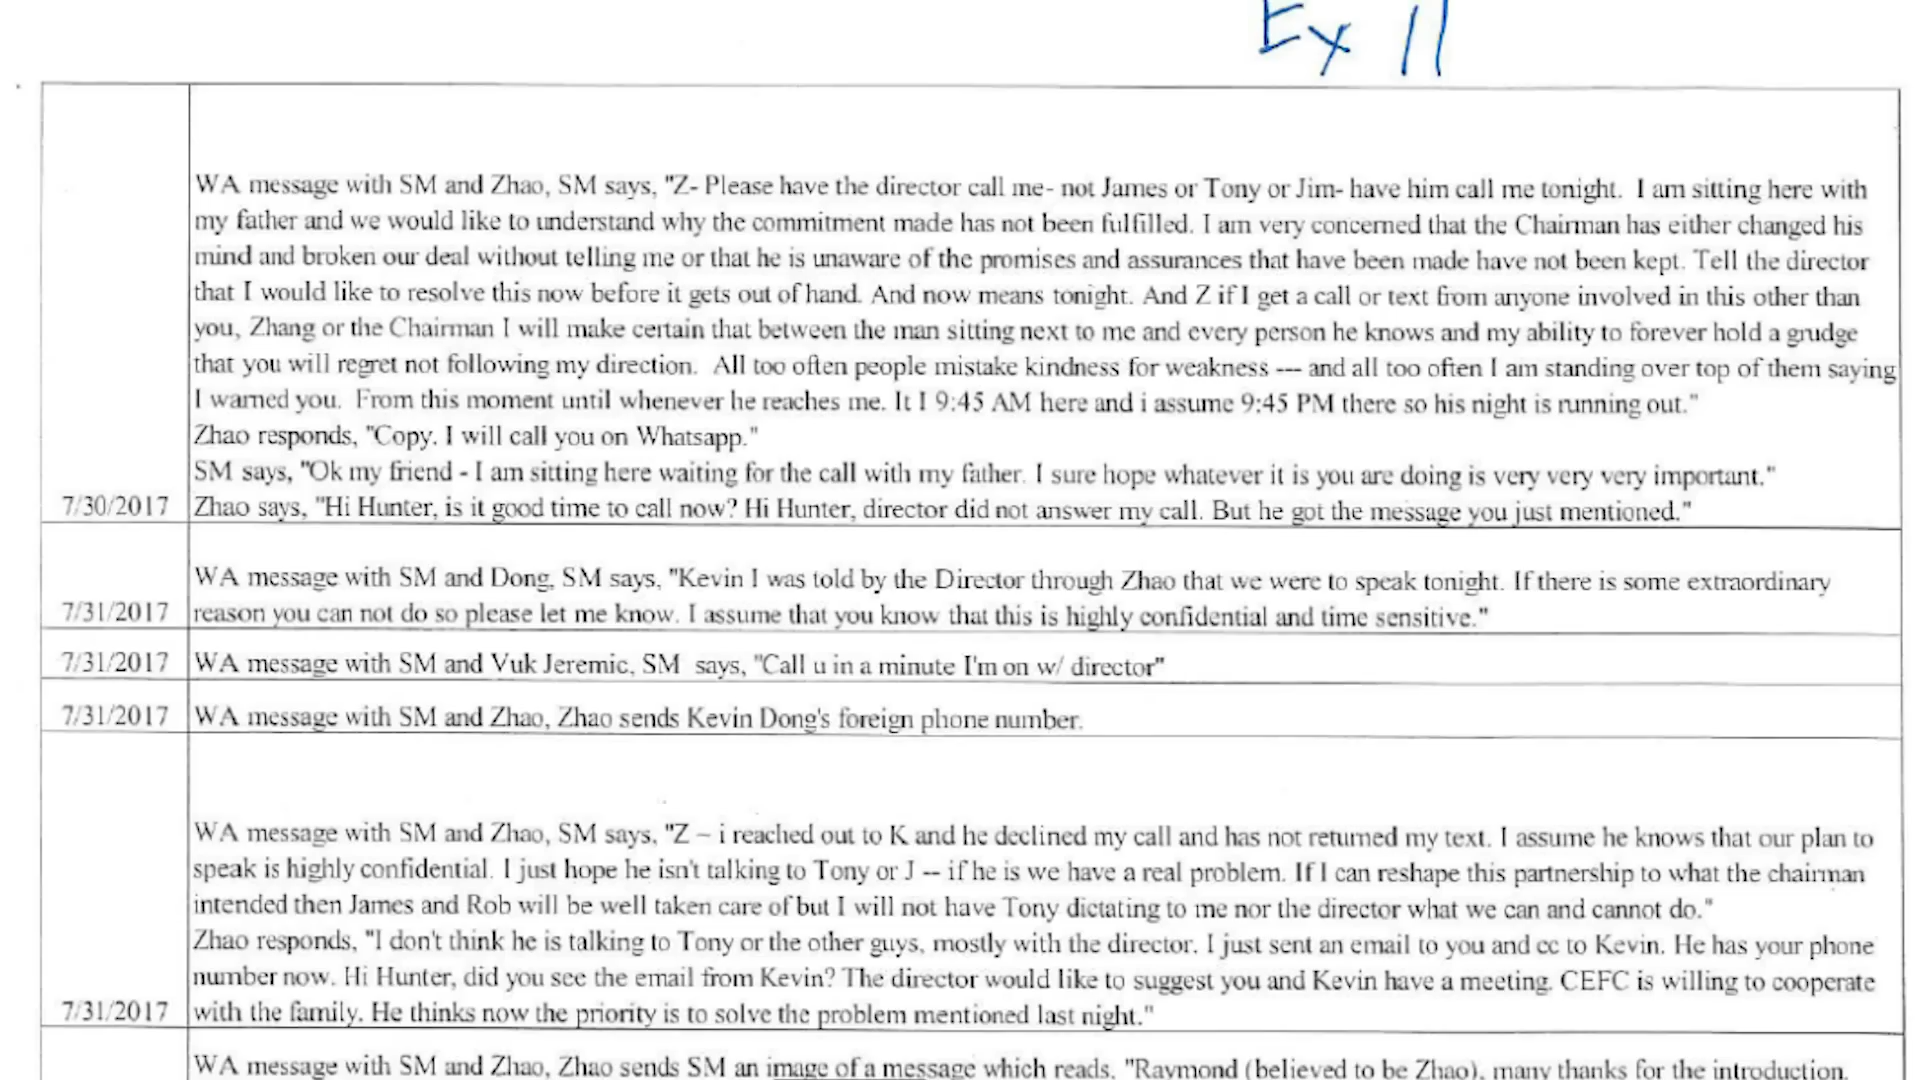 Ex 11
WA message with SM and Zhao, SM says, "Z- Please have the director call me- not James or Tony or Jim- have him call me tonight.  I am sitting here with
my father and we would like to understand why the commitment made has not been fulfilled. I am very concerned that the Chairman has either changed his
mind and broken our deal without telling me or that he is unaware of the promises and assurances that have been made have not been kept. Tell the director
that I would like to resolve this now before it gets out of hand. And now means tonight. And Z if I get a call or text from anyone involved in this other than
you, Zhang or the Chairman I will make certain that between the man sitting next to me and every person he knows and my ability to forever hold a grudge
that you will regret not following my direction.  All too often people mistake kindness for weakness --- and all too often I am standing over top of them saying
I warned you.  From this moment until whenever he reaches me. It I 9:45 AM here and i assume 9:45 PM there so his night is running out."
Zhao responds, "Copy. I will call you on Whatsapp."
SM says, "Ok my friend - I am sitting here waiting for the call with my father. I sure hope whatever it is you are doing is very very very important."
7/30/2017 Zhao says, "Hi Hunter, is it good time to call now? Hi Hunter, director did not answer my call. But he got the message you just mentioned."
WA message with SM and Dong, SM says, "Kevin I was told by the Director through Zhao that we were to speak tonight. If there is some extraordinary
7/31/2017 reason you can not do so please let me know. I assume that you know that this is highly confidential and time sensitive."
7/31/2017 WA message with SM and Vuk Jeremic, SM  says, "Call u in a minute I'm on w/ director"
7/31/2017 WA message with SM and Zhao, Zhao sends Kevin Dong's foreign phone number.
WA message with SM and Zhao, SM says, "Z – i reached out to K and he declined my call and has not returned my text. I assume he knows that our plan to
speak is highly confidential. I just hope he isn't talking to Tony or J -- if he is we have a real problem. If I can reshape this partnership to what the chairman
intended then James and Rob will be well taken care of but I will not have Tony dictating to me nor the director what we can and cannot do."
Zhao responds, "I don't think he is talking to Tony or the other guys, mostly with the director. I just sent an email to you and cc to Kevin. He has your phone
number now. Hi Hunter, did you see the email from Kevin? The director would like to suggest you and Kevin have a meeting. CEFC is willing to cooperate
7/31/2017 with the family. He thinks now the priority is to solve the problem mentioned last night."
WA message with SM and Zhao, Zhao sends SM an image of a message which reads, "Raymond (believed to be Zhao), many thanks for the introduction.